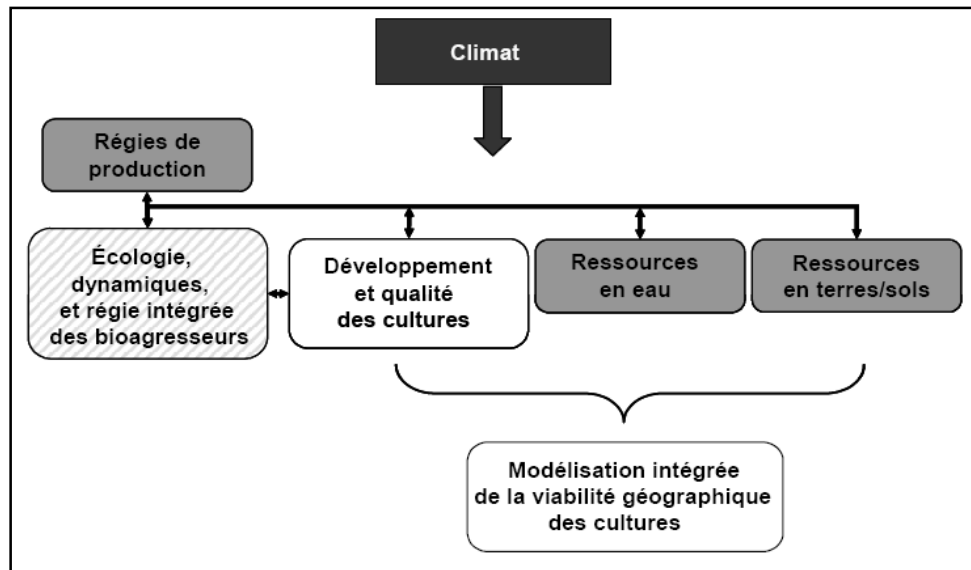 Climat
Régies de
production
Écologie,
dynamiques,
et régie intégrée
des bioagresseurs
Développement
et qualité
des cultures
Ressources
en eau
Ressources
en terres/sols
Modélisation intégrée
de la viabilité géographique
des cultures